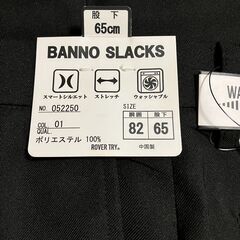 股下
65cm
BANNO SLACKS
スマートシルエット ストレッチ ウォッシャブル
NO. 052250
COL 01
QUAL.
ポリエステル 100%
SIZE
胴囲 股下
82 65
ROVER TRY.
中国製
WA